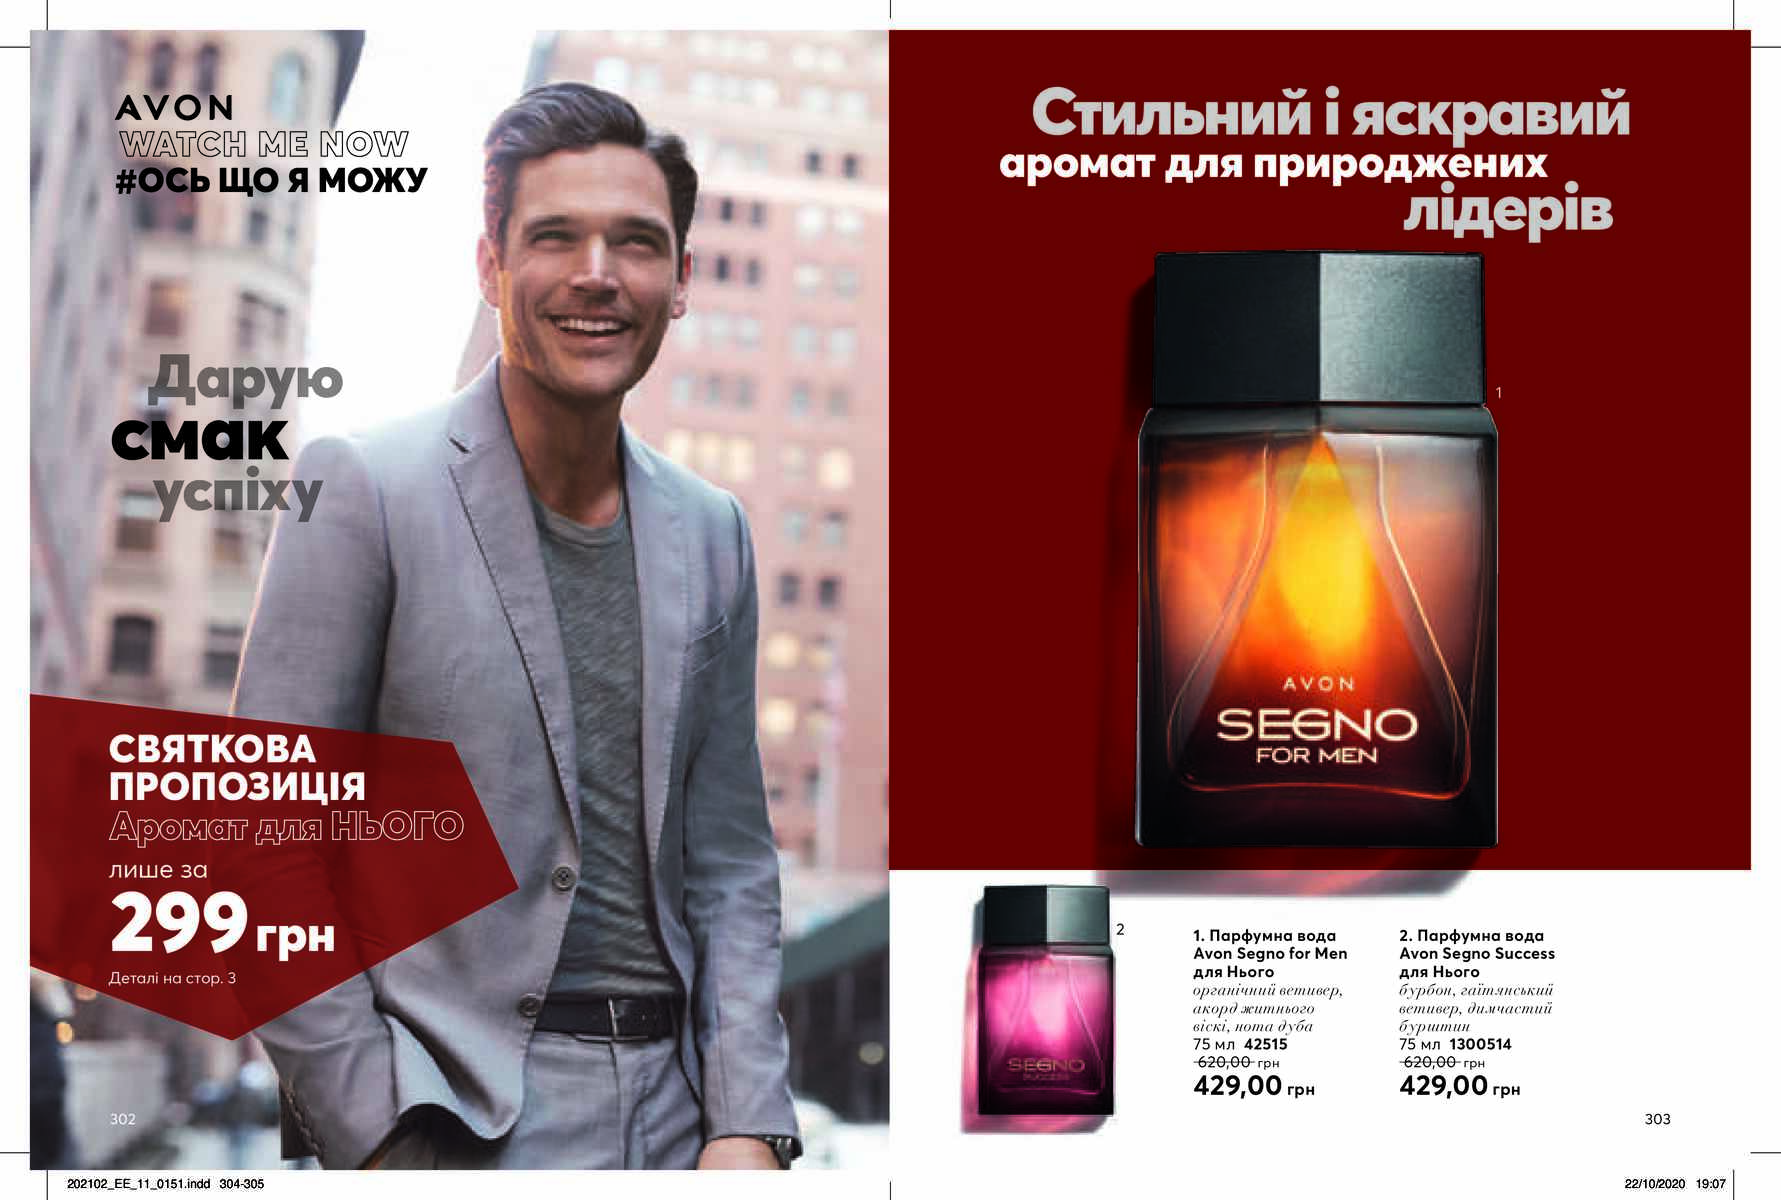 AVON
WATCH ME NOW
#ОСЬ ЩО Я МОЖУ
Дарую
смак
успіху
СВЯТКОВА
ПРОПОЗИЦІЯ
Аромат для НЬОГО
лише за
299 грн
Деталі на стор. 3
302
Стильний і яскравий
аромат для природжених
лідерів
1
AVON
SEGNO
FOR MEN
2
SEGNO
SUCCESS
1. Парфумна вода
Avon Segno for Men
для Нього
органічний ветивер,
акорд житнього
віскі, нота дуба
75 мл 42515
620,00 грн
429,00 грн
2. Парфумна вода
Avon Segno Success
для Нього
бурбон, гаїтянський
ветивер, димчастий
бурштин
75 мл 1300514
620,00 грн
429,00 грн
303
202102_EE_11_0151.indd 304-305
22/10/2020 19:07